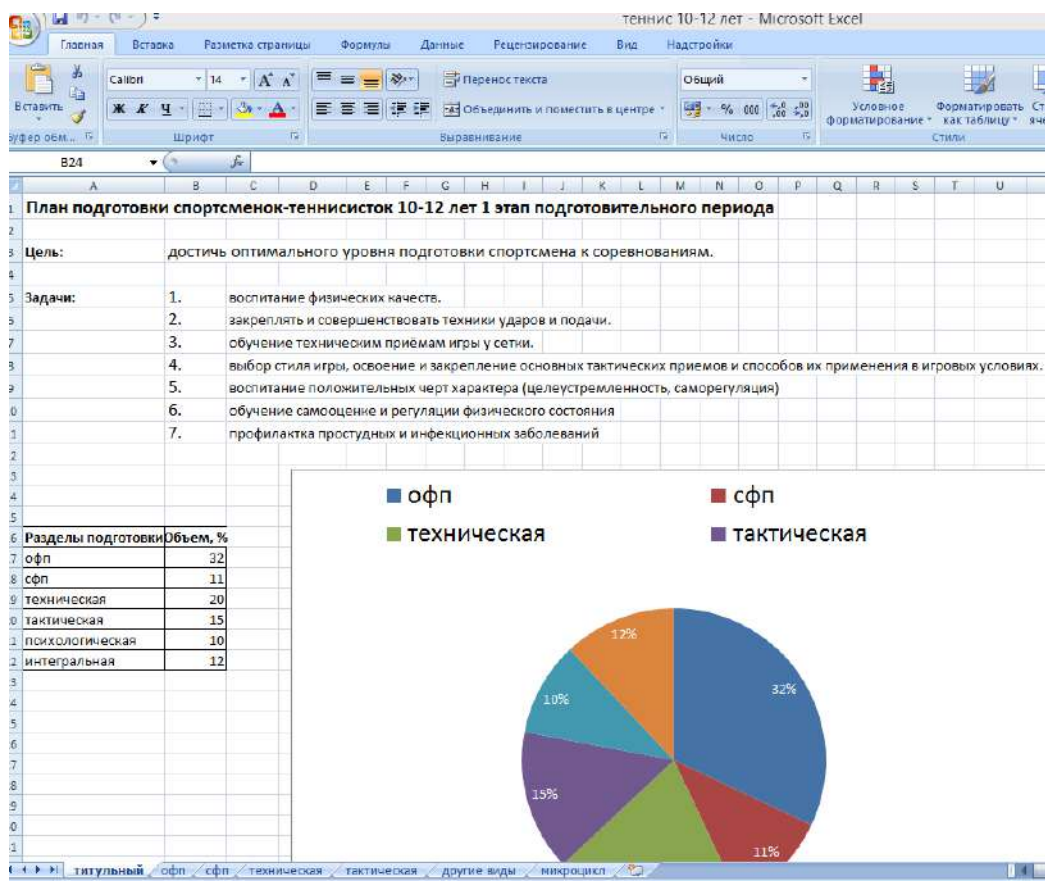 теннис 10-12 лет - Microsoft Excel
Главная Вставка Разметка страницы Формулы Данные Рецензирование Вид Надстройки
Calibri 14 А А Перенос текста Общий
Вставить Ж К Ч А Объединить и поместить в центре % 000 Условное форматирование Форматировать как таблицу
Шрифт Выравнивание Число Стили
B24 fx
A B C D E F G H I J K L M N O P Q R S T U
План подготовки спортсменок-теннисисток 10-12 лет 1 этап подготовительного периода
Цель: достичь оптимального уровня подготовки спортсмена к соревнованиям.
Задачи: 1. воспитание физических качеств.
2. закреплять и совершенствовать техники ударов и подачи.
3. обучение техническим приёмам игры у сетки.
4. выбор стиля игры, освоение и закрепление основных тактических приемов и способов их применения в игровых условиях.
5. воспитание положительных черт характера (целеустремленность, саморегуляция)
6. обучение самооценке и регуляции физического состояния
7. профилактка простудных и инфекционных заболеваний
офп сфп
техническая тактическая
Разделы подготовки Объем, %
офп 32
сфп 11
техническая 20
тактическая 15
психологическая 10
интегральная 12
12%
32%
10%
15%
11%
титульный офп сфп техническая тактическая другие виды микроцикл